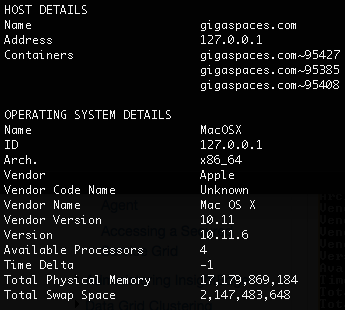 HOST DETAILS
Name gigaspaces.com
Address 127.0.0.1
Containers gigaspaces.com~95427
gigaspaces.com~95385
gigaspaces.com~95408
OPERATING SYSTEM DETAILS
Name MacOSX
ID 127.0.0.1
Arch. x86_64
Vendor Apple
Vendor Code Name Unknown
Vendor Name Mac OS X
Vendor Version 10.11
Version 10.11.6
Available Processors 4
Time Delta -1
Total Physical Memory 17,179,869,184
Total Swap Space 2,147,483,648